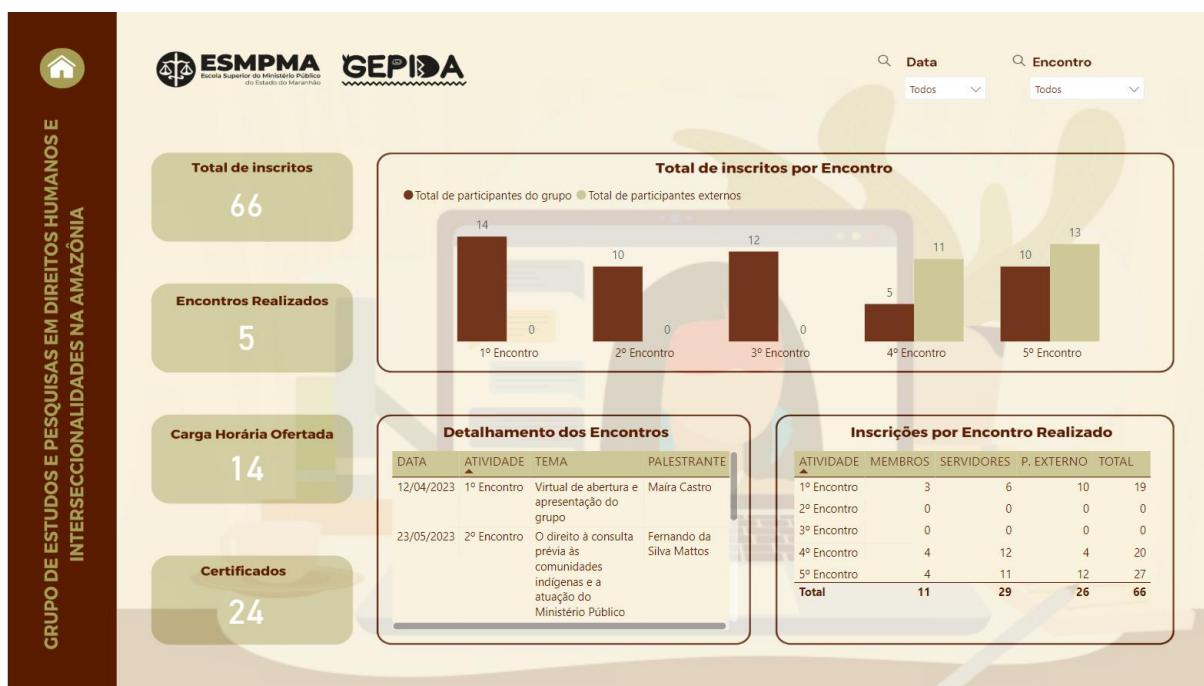 GRUPO DE ESTUDOS E PESQUISAS EM DIREITOS HUMANOS E
INTERSECCIONALIDADES NA AMAZÔNIA
ESMPMA
Escola Superior do Ministério Público
do Estado do Maranhão
GEPIDA
Data
Todos
Encontro
Todos
Total de inscritos
66
Encontros Realizados
5
Carga Horária Ofertada
14
Certificados
24
Total de inscritos por Encontro
Total de participantes do grupo Total de participantes externos
14 0 10 0 12 0 5 11 10 13
1º Encontro 2º Encontro 3º Encontro 4º Encontro 5º Encontro
Detalhamento dos Encontros
DATA ATIVIDADE TEMA PALESTRANTE
12/04/2023 1º Encontro Virtual de abertura e Maíra Castro
apresentação do
grupo
23/05/2023 2º Encontro O direito à consulta Fernando da
prévia às Silva Mattos
comunidades
indígenas e a
atuação do
Ministério Público
Inscrições por Encontro Realizado
ATIVIDADE MEMBROS SERVIDORES P. EXTERNO TOTAL
1º Encontro 3 6 10 19
2º Encontro 0 0 0 0
3º Encontro 0 0 0 0
4º Encontro 4 12 4 20
5º Encontro 4 11 12 27
Total 11 29 26 66